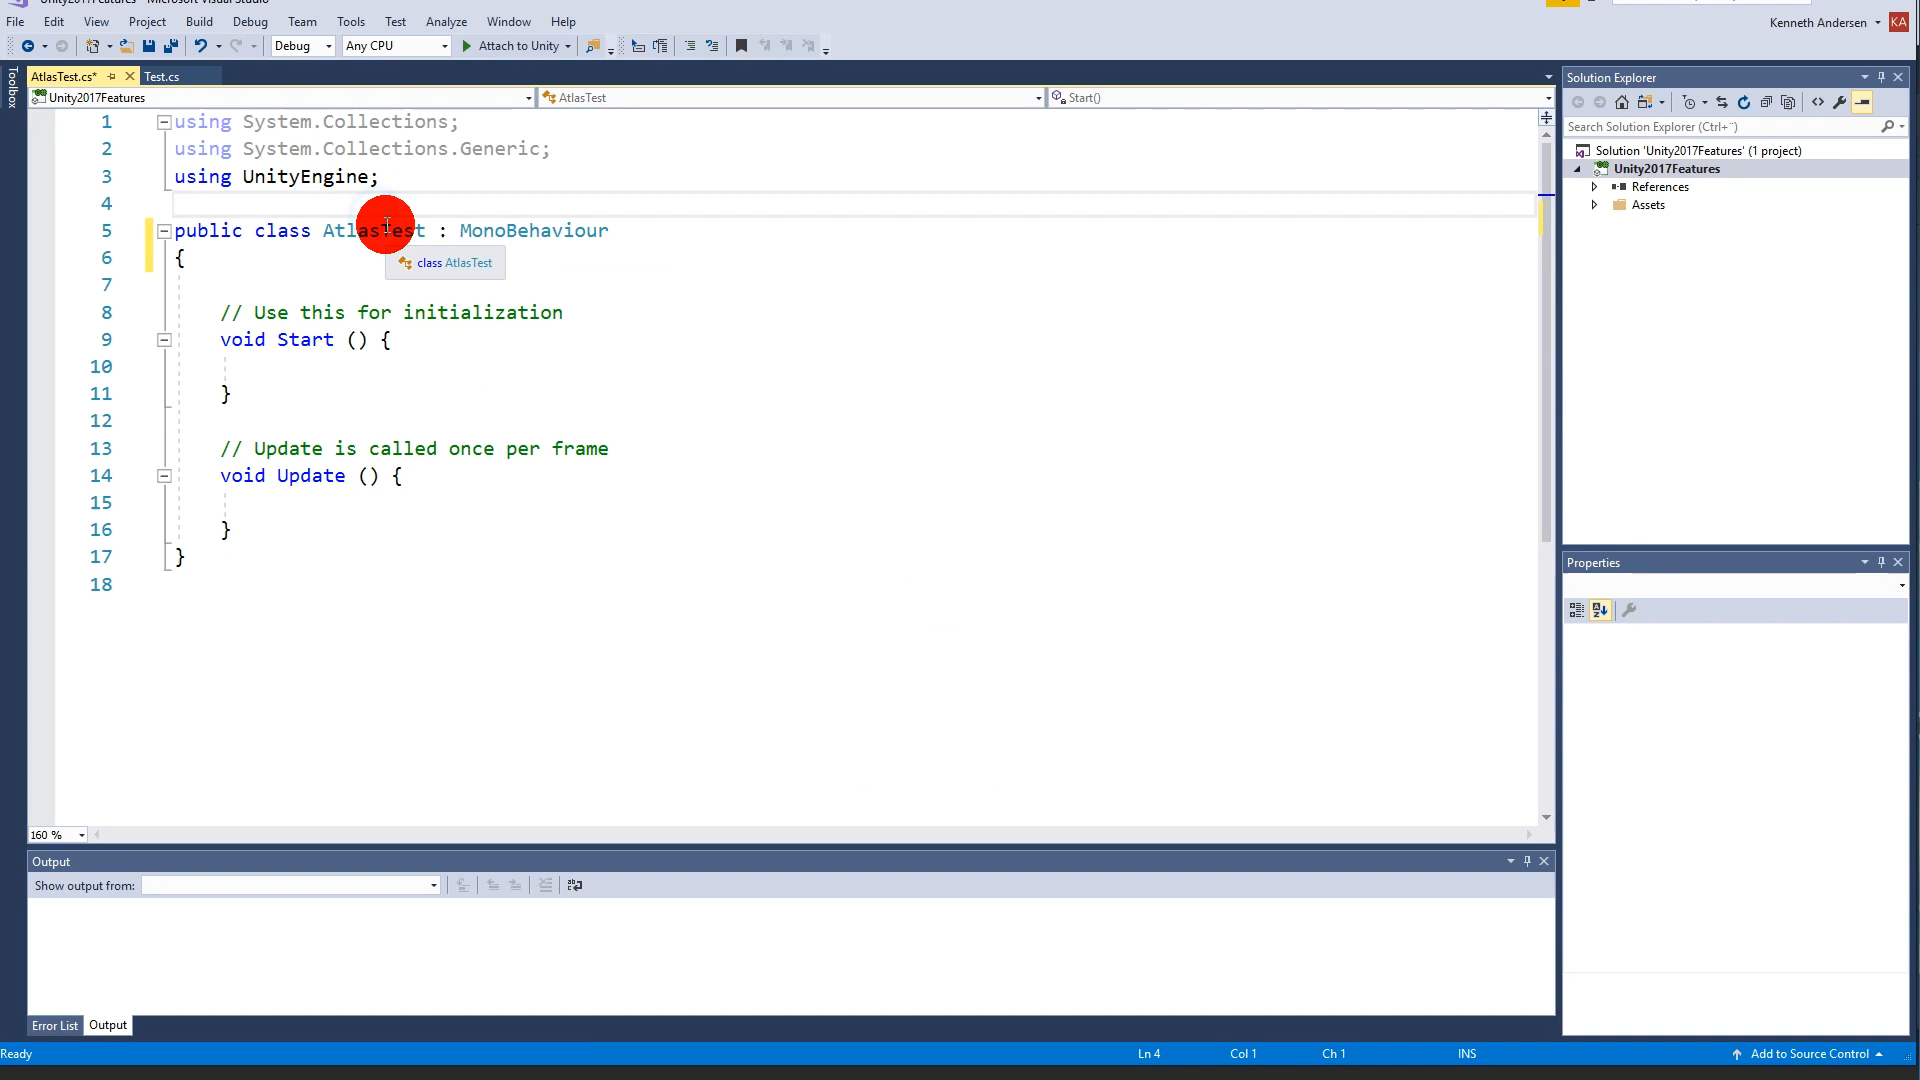 Unity2017Features - Microsoft Visual Studio
File Edit View Project Build Debug Team Tools Test Analyze Window Help
Kenneth Andersen KA
Debug Any CPU Attach to Unity
Toolbox
AtlasTest.cs* Test.cs
Unity2017Features AtlasTest Start()
1 using System.Collections;
2 using System.Collections.Generic;
3 using UnityEngine;
4
5 public class AtlasTest : MonoBehaviour
6 {
class AtlasTest
7
8 // Use this for initialization
9 void Start () {
10
11 }
12
13 // Update is called once per frame
14 void Update () {
15
16 }
17 }
18
160 %
Output
Show output from:
Error List Output
Solution Explorer
Search Solution Explorer (Ctrl+¨)
Solution 'Unity2017Features' (1 project)
Unity2017Features
References
Assets
Properties
Ready Ln 4 Col 1 Ch 1 INS Add to Source Control